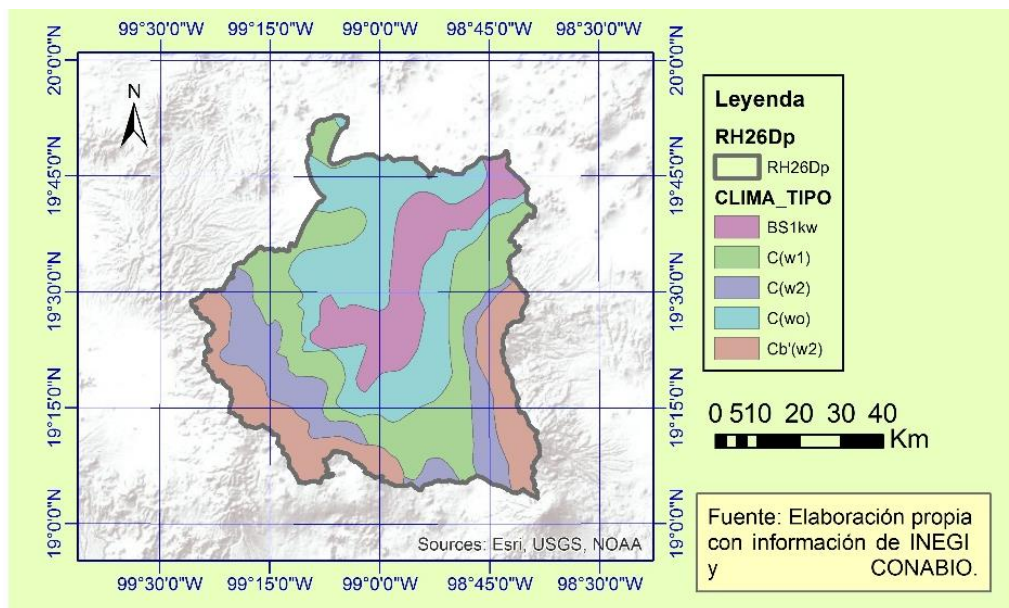 99°30'0"W 99°15'0"W 99°0'0"W 98°45'0"W 98°30'0"W
20°0'0"N
19°45'0"N
19°30'0"N
19°15'0"N
19°0'0"N
N
20°0'0"N
19°45'0"N
19°30'0"N
19°15'0"N
19°0'0"N
Sources: Esri, USGS, NOAA
99°30'0"W 99°15'0"W 99°0'0"W 98°45'0"W 98°30'0"W
Leyenda
RH26Dp
RH26Dp
CLIMA_TIPO
BS1kw
C(w1)
C(w2)
C(wo)
Cb'(w2)
0 510 20 30 40
Km
Fuente: Elaboración propia
con información de INEGI
y CONABIO.